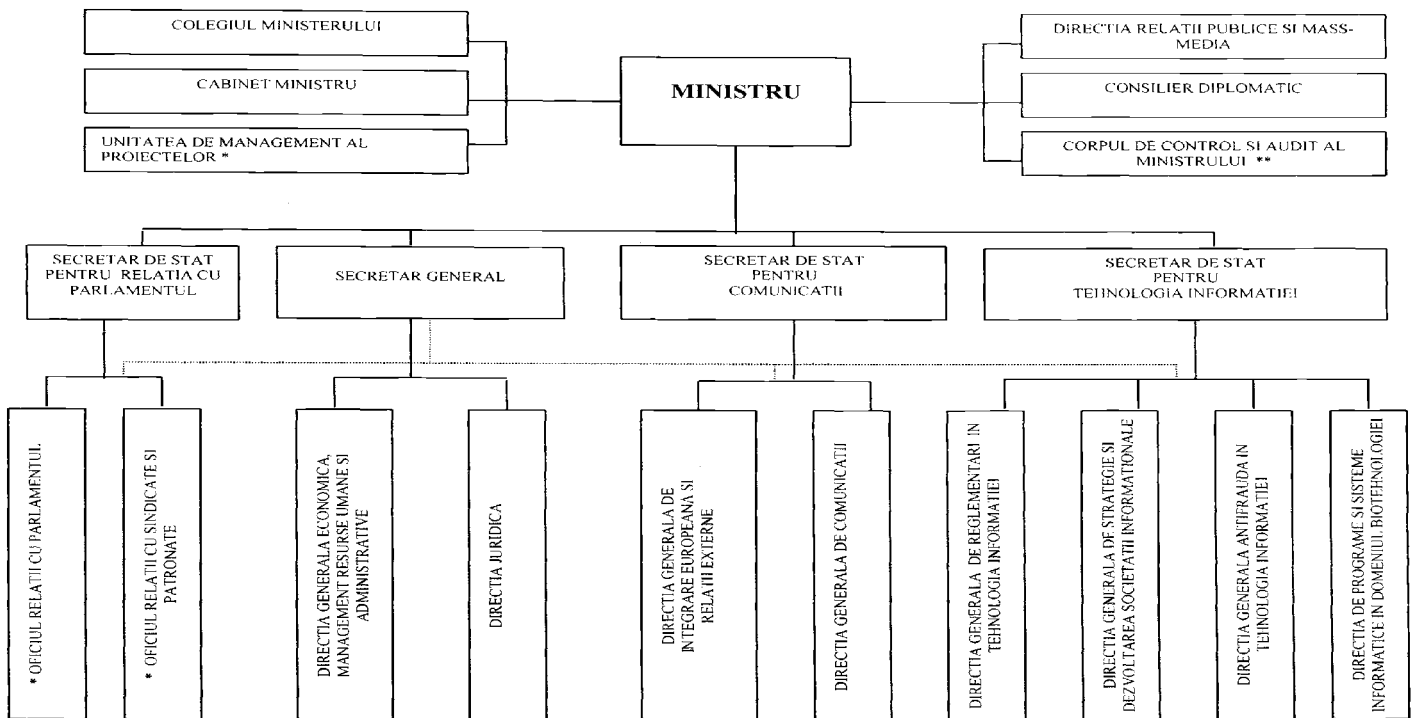 COLEGIUL MINISTERULUI
CABINET MINISTRU
UNITATEA DE MANAGEMENT AL
PROIECTELOR *
MINISTRU
DIRECTIA RELATII PUBLICE SI MASS-
MEDIA
CONSILIER DIPLOMATIC
CORPUL DE CONTROL SI AUDIT AL
MINISTRULUI **
SECRETAR DE STAT
PENTRU RELATIA CU
PARLAMENTUL
SECRETAR GENERAL
SECRETAR DE STAT
PENTRU
COMUNICATII
SECRETAR DE STAT
PENTRU
TEHNOLOGIA INFORMATIEI
* OFICIUL RELATII CU PARLAMENTUL
* OFICIUL RELATII CU SINDICATE SI
PATRONATE
DIRECTIA GENERALA ECONOMICA,
MANAGEMENT RESURSE UMANE SI
ADMINISTRATIVE
DIRECTIA JURIDICA
DIRECTIA GENERALA DE
INTEGRARE EUROPEANA SI
RELATII EXTERNE
DIRECTIA GENERALA DE COMUNICATII
DIRECTIA GENERALA DE REGLEMENTARI IN
TEHNOLOGIA INFORMATIEI
DIRECTIA GENERALA DE STRATEGIE SI
DEZVOLTAREA SOCIETATII INFORMATIONALE
DIRECTIA GENERALA ANTIFRAUDA IN
TEHNOLOGIA INFORMATIEI
DIRECTIA DE PROGRAME SI SISTEME
INFORMATICE IN DOMENIUL BIOTEHNOLOGIEI